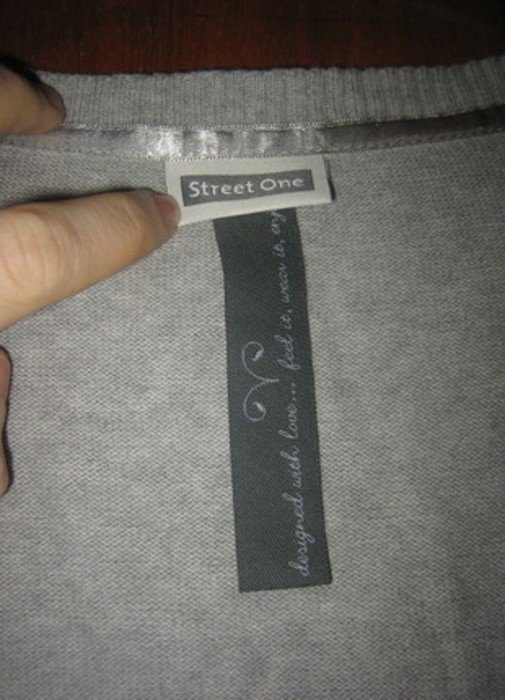 Street One
designed with love... feel it, wear it,